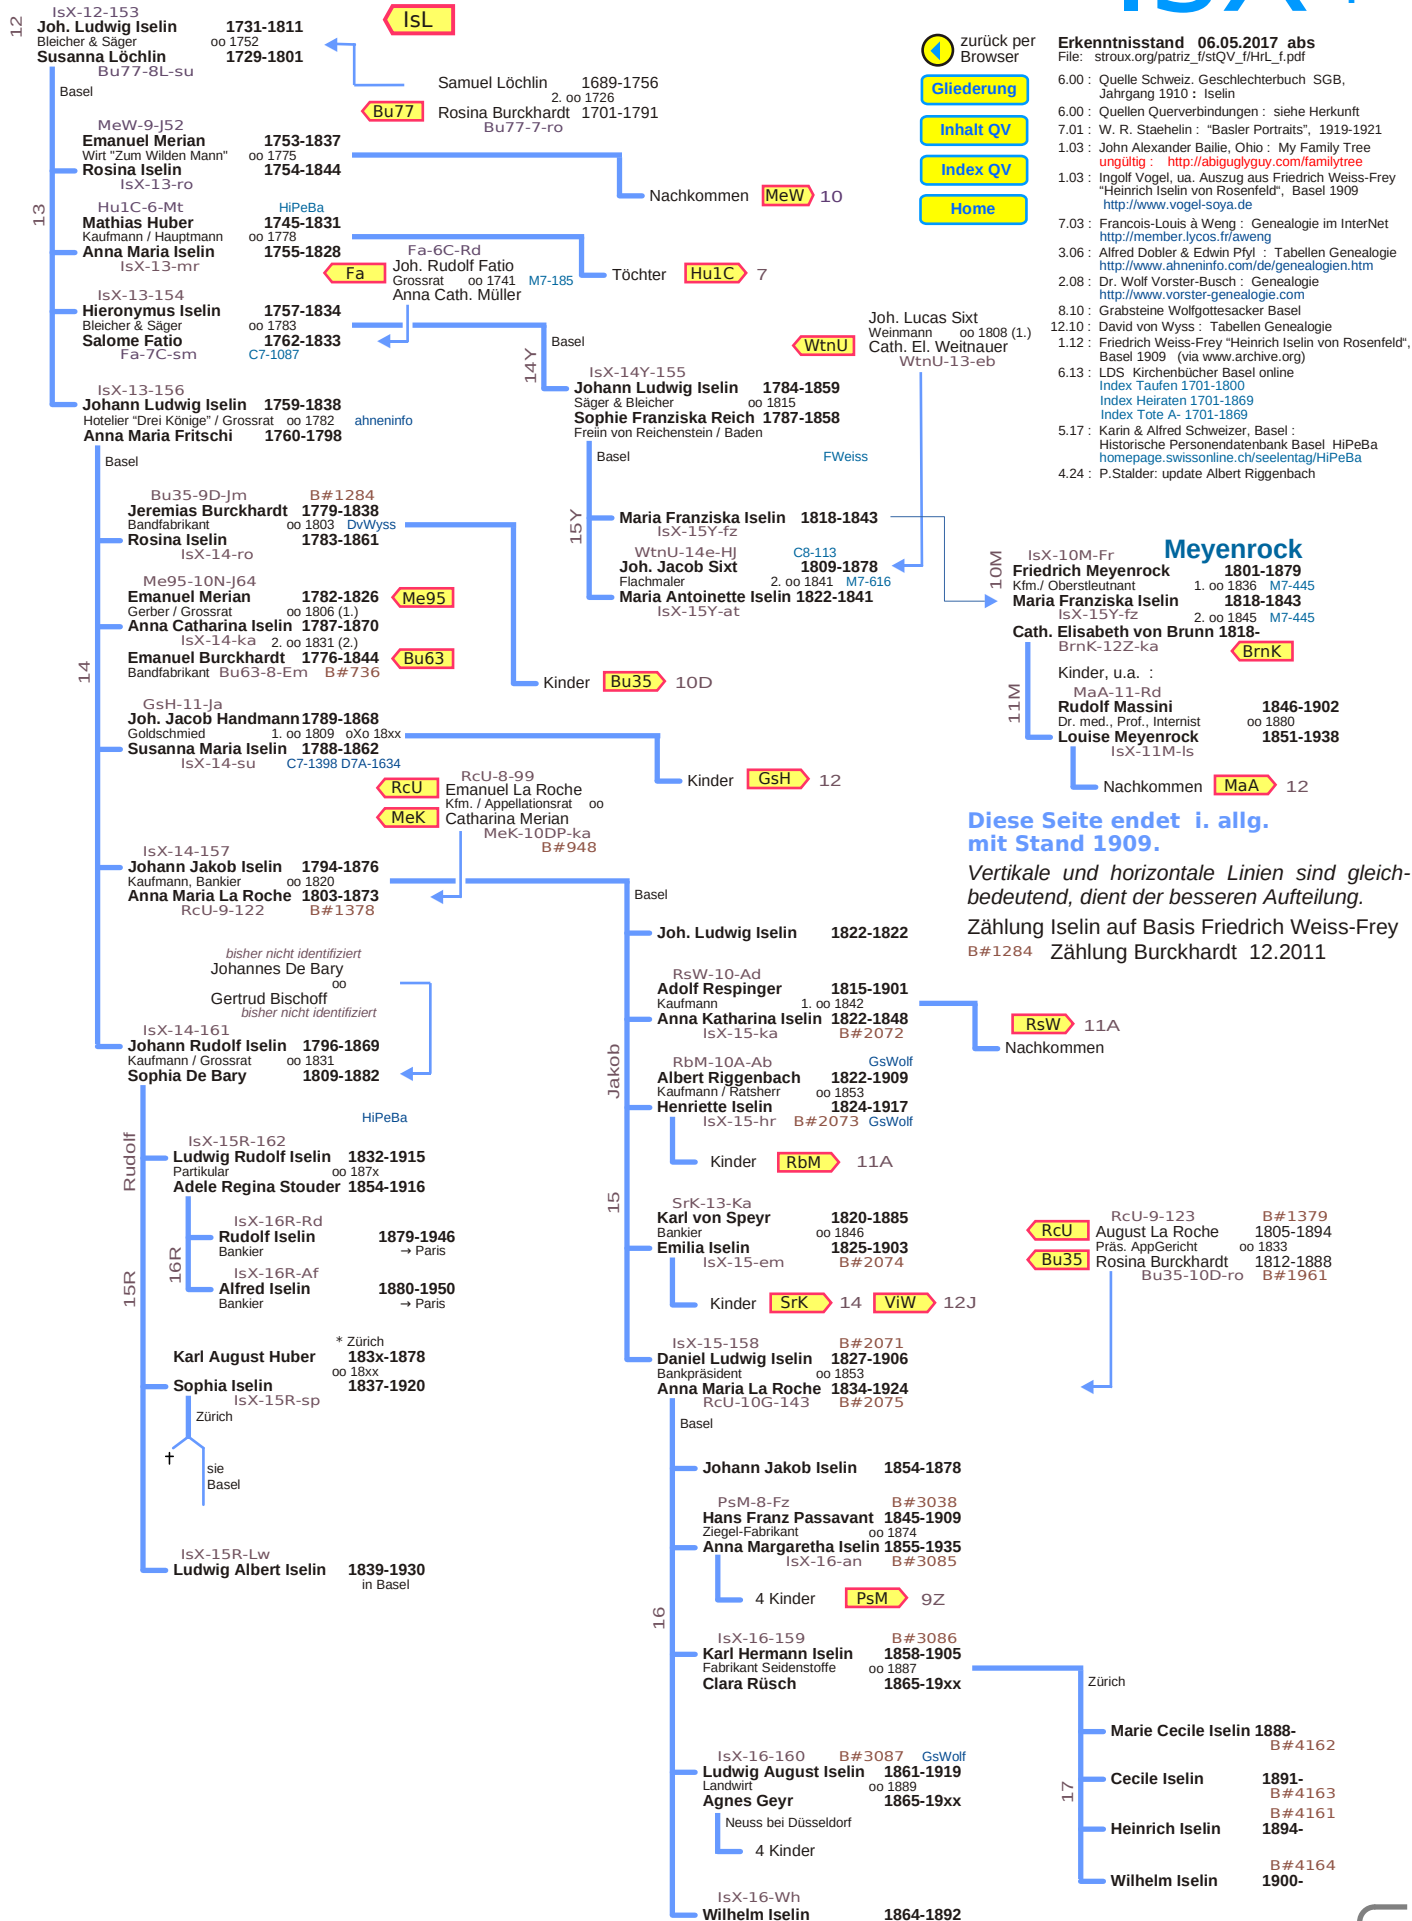 IsX-12-153
12
Joh. Ludwig Iselin 1731-1811
Bleicher & Säger oo 1752
Susanna Löchlin 1729-1801
Bu77-8L-su
IsL
Basel
Samuel Löchlin 1689-1756
2. oo 1726
Bu77 Rosina Burckhardt 1701-1791
Bu77-7-ro
13
MeW-9-J52
Emanuel Merian 1753-1837
Wirt "Zum Wilden Mann" oo 1775
Rosina Iselin 1754-1844
IsX-13-ro
Nachkommen MeW 10
Hu1C-6-Mt HiPeBa
Mathias Huber 1745-1831
Kaufmann / Hauptmann oo 1778
Anna Maria Iselin 1755-1828
IsX-13-mr
Töchter Hu1C 7
Fa-6C-Rd
Fa Joh. Rudolf Fatio
Grossrat oo 1741 M7-185
Anna Cath. Müller
IsX-13-154
Hieronymus Iselin 1757-1834
Bleicher & Säger oo 1783
Salome Fatio 1762-1833
Fa-7C-sm C7-1087
IsX-13-156
Johann Ludwig Iselin 1759-1838
Hotelier “Drei Könige” / Grossrat oo 1782 ahneninfo
Anna Maria Fritschi 1760-1798
Basel
14Y
Basel
IsX-14Y-155
Johann Ludwig Iselin 1784-1859
Säger & Bleicher oo 1815
Sophie Franziska Reich 1787-1858
Freiin von Reichenstein / Baden
Basel FWeiss
Joh. Lucas Sixt
Weinmann oo 1808 (1.)
WtnU Cath. El. Weitnauer
WtnU-13-eb
15Y
Maria Franziska Iselin 1818-1843
IsX-15Y-fz
WtnU-14e-HJ C8-113
Joh. Jacob Sixt 1809-1878
Flachmaler 2. oo 1841 M7-616
Maria Antoinette Iselin 1822-1841
IsX-15Y-at
zurück per
Browser
Gliederung
Inhalt QV
Index QV
Home
Erkenntnisstand 06.05.2017 abs
File: stroux.org/patriz_f/stQV_f/HrL_f.pdf
6.00 : Quelle Schweiz. Geschlechterbuch SGB,
Jahrgang 1910 : Iselin
6.00 : Quellen Querverbindungen : siehe Herkunft
7.01 : W. R. Staehelin : “Basler Portraits”, 1919-1921
1.03 : John Alexander Bailie, Ohio : My Family Tree
ungültig : http://abiguglyguy.com/familytree
1.03 : Ingolf Vogel, ua. Auszug aus Friedrich Weiss-Frey
“Heinrich Iselin von Rosenfeld“, Basel 1909
http://www.vogel-soya.de
7.03 : Francois-Louis à Weng : Genealogie im InterNet
http://member.lycos.fr/aweng
3.06 : Alfred Dobler & Edwin Pfyl : Tabellen Genealogie
http://www.ahneninfo.com/de/genealogien.htm
2.08 : Dr. Wolf Vorster-Busch : Genealogie
http://www.vorster-genealogie.com
8.10 : Grabsteine Wolfgottesacker Basel
12.10 : David von Wyss : Tabellen Genealogie
1.12 : Friedrich Weiss-Frey “Heinrich Iselin von Rosenfeld“,
Basel 1909 (via www.archive.org)
6.13 : LDS Kirchenbücher Basel online
Index Taufen 1701-1800
Index Heiraten 1701-1869
Index Tote A- 1701-1869
5.17 : Karin & Alfred Schweizer, Basel :
Historische Personendatenbank Basel HiPeBa
homepage.swissonline.ch/seelentag/HiPeBa
4.24 : P.Stalder: update Albert Riggenbach
Meyenrock
10M
IsX-10M-Fr
Friedrich Meyenrock 1801-1879
Kfm./ Oberstleutnant 1. oo 1836 M7-445
Maria Franziska Iselin 1818-1843
IsX-15Y-fz 2. oo 1845 M7-445
Cath. Elisabeth von Brunn 1818-
BrnK-12Z-ka BrnK
Kinder, u.a. :
11M
MaA-11-Rd
Rudolf Massini 1846-1902
Dr. med., Prof., Internist oo 1880
Louise Meyenrock 1851-1938
IsX-11M-ls
Nachkommen MaA 12
Diese Seite endet i. allg.
mit Stand 1909.
Vertikale und horizontale Linien sind gleich-
bedeutend, dient der besseren Aufteilung.
Zählung Iselin auf Basis Friedrich Weiss-Frey
B#1284 Zählung Burckhardt 12.2011
14
Bu35-9D-Jm B#1284
Jeremias Burckhardt 1779-1838
Bandfabrikant oo 1803 DvWyss
Rosina Iselin 1783-1861
IsX-14-ro
Kinder Bu35 10D
Me95-10N-J64
Emanuel Merian 1782-1826 Me95
Gerber / Grossrat oo 1806 (1.)
Anna Catharina Iselin 1787-1870
IsX-14-ka 2. oo 1831 (2.)
Emanuel Burckhardt 1776-1844 Bu63
Bandfabrikant Bu63-8-Em B#736
GsH-11-Ja
Joh. Jacob Handmann 1789-1868
Goldschmied 1. oo 1809 oXo 18xx
Susanna Maria Iselin 1788-1862
IsX-14-su C7-1398 D7A-1634
Kinder GsH 12
RcU-8-99
RcU Emanuel La Roche
Kfm. / Appellationsrat oo
MeK Catharina Merian
MeK-10DP-ka
B#948
IsX-14-157
Johann Jakob Iselin 1794-1876
Kaufmann, Bankier oo 1820
Anna Maria La Roche 1803-1873
RcU-9-122 B#1378
bisher nicht identifiziert
Johannes De Bary
oo
Gertrud Bischoff
bisher nicht identifiziert
IsX-14-161
Johann Rudolf Iselin 1796-1869
Kaufmann / Grossrat oo 1831
Sophia De Bary 1809-1882
HiPeBa
Rudolf
15R
IsX-15R-162
Ludwig Rudolf Iselin 1832-1915
Partikular oo 187x
Adele Regina Stouder 1854-1916
16R
IsX-16R-Rd
Rudolf Iselin 1879-1946
Bankier → Paris
IsX-16R-Af
Alfred Iselin 1880-1950
Bankier → Paris
* Zürich
Karl August Huber 183x-1878
oo 18xx
Sophia Iselin 1837-1920
IsX-15R-sp
Zürich
†
sie
Basel
IsX-15R-Lw
Ludwig Albert Iselin 1839-1930
in Basel
Jakob
15
Basel
Joh. Ludwig Iselin 1822-1822
RsW-10-Ad
Adolf Respinger 1815-1901
Kaufmann 1. oo 1842
Anna Katharina Iselin 1822-1848
IsX-15-ka B#2072
RsW 11A
Nachkommen
RbM-10A-Ab GsWolf
Albert Riggenbach 1822-1909
Kaufmann / Ratsherr oo 1853
Henriette Iselin 1824-1917
IsX-15-hr B#2073 GsWolf
Kinder RbM 11A
SrK-13-Ka
Karl von Speyr 1820-1885
Bankier oo 1846
Emilia Iselin 1825-1903
IsX-15-em B#2074
Kinder SrK 14 ViW 12J
RcU-9-123 B#1379
RcU August La Roche 1805-1894
Präs. AppGericht oo 1833
Bu35 Rosina Burckhardt 1812-1888
Bu35-10D-ro B#1961
IsX-15-158 B#2071
Daniel Ludwig Iselin 1827-1906
Bankpräsident oo 1853
Anna Maria La Roche 1834-1924
RcU-10G-143 B#2075
Basel
16
Johann Jakob Iselin 1854-1878
PsM-8-Fz B#3038
Hans Franz Passavant 1845-1909
Ziegel-Fabrikant oo 1874
Anna Margaretha Iselin 1855-1935
IsX-16-an B#3085
4 Kinder PsM 9Z
IsX-16-159 B#3086
Karl Hermann Iselin 1858-1905
Fabrikant Seidenstoffe oo 1887
Clara Rüsch 1865-19xx
Zürich
17
Marie Cecile Iselin 1888-
B#4162
Cecile Iselin 1891-
B#4163
B#4161
Heinrich Iselin 1894-
B#4164
Wilhelm Iselin 1900-
IsX-16-160 B#3087 GsWolf
Ludwig August Iselin 1861-1919
Landwirt oo 1889
Agnes Geyr 1865-19xx
Neuss bei Düsseldorf
4 Kinder
IsX-16-Wh
Wilhelm Iselin 1864-1892